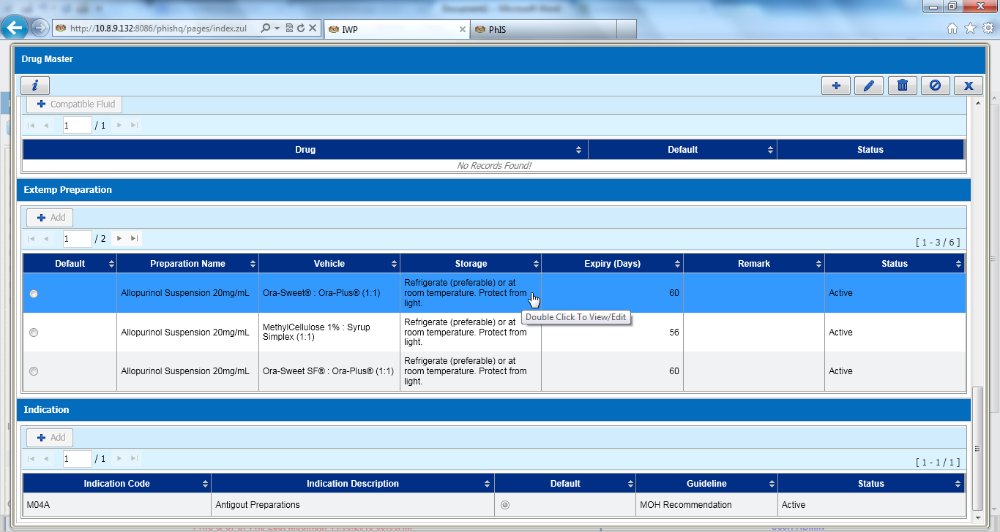 http://10.8.9.132:8086/phishq/pages/index.zul
IWP
PhIS
Drug Master
Compatible Fluid
1 / 1
Drug Default Status
No Records Found!
Extemp Preparation
Add
1 / 2
[ 1 - 3 / 6 ]
Default Preparation Name Vehicle Storage Expiry (Days) Remark Status
Allopurinol Suspension 20mg/mL Ora-Sweet® : Ora-Plus® (1:1) Refrigerate (preferable) or at
room temperature. Protect from
light.
60 Active
Double Click To View/Edit
Allopurinol Suspension 20mg/mL MethylCellulose 1% : Syrup
Simplex (1:1)
Refrigerate (preferable) or at
room temperature. Protect from
light.
56 Active
Allopurinol Suspension 20mg/mL Ora-Sweet SF® : Ora-Plus® (1:1) Refrigerate (preferable) or at
room temperature. Protect from
light.
60 Active
Indication
Add
1 / 1
[ 1 - 1 / 1 ]
Indication Code Indication Description Default Guideline Status
M04A Antigout Preparations MOH Recommendation Active